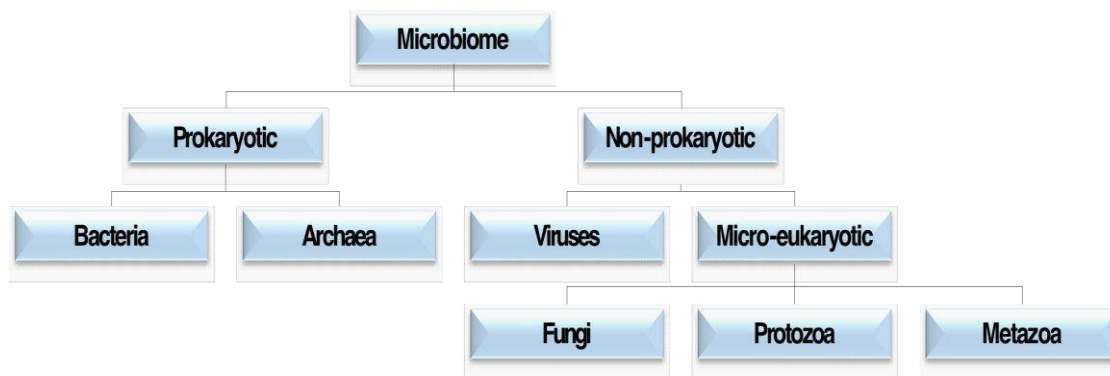 Microbiome
Prokaryotic
Non-prokaryotic
Bacteria
Archaea
Viruses
Micro-eukaryotic
Fungi
Protozoa
Metazoa